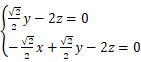 √2/2 y − 2z = 0
−√2/2 x + √2/2 y − 2z = 0